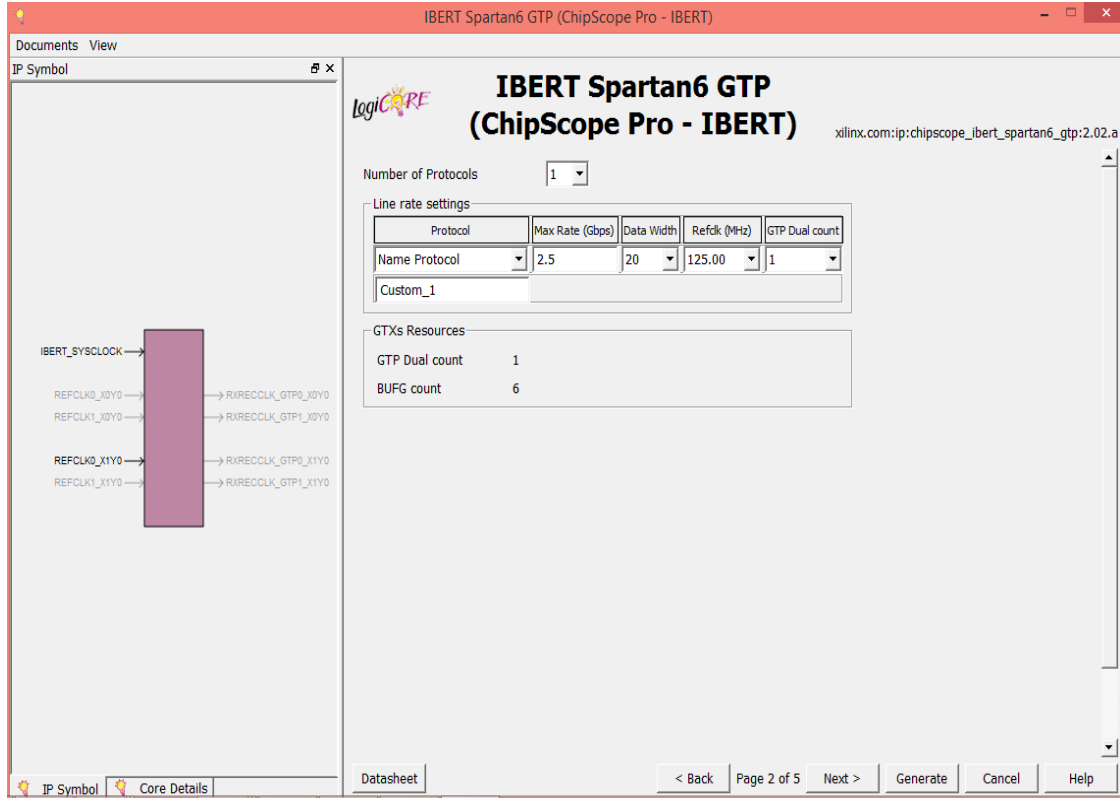 IBERT Spartan6 GTP (ChipScope Pro - IBERT)
Documents View
IP Symbol
IBERT_SYSCLOCK
REFCLK0_X0Y0
REFCLK1_X0Y0
REFCLK0_X1Y0
REFCLK1_X1Y0
RXRECCLK_GTP0_X0Y0
RXRECCLK_GTP1_X0Y0
RXRECCLK_GTP0_X1Y0
RXRECCLK_GTP1_X1Y0
IP Symbol Core Details
LogiCORE
IBERT Spartan6 GTP
(ChipScope Pro - IBERT)
xilinx.com:ip:chipscope_ibert_spartan6_gtp:2.02.a
Number of Protocols 1
Line rate settings
Protocol Max Rate (Gbps) Data Width Refclk (MHz) GTP Dual count
Name Protocol 2.5 20 125.00 1
Custom_1
GTXs Resources
GTP Dual count 1
BUFG count 6
Datasheet < Back Page 2 of 5 Next > Generate Cancel Help